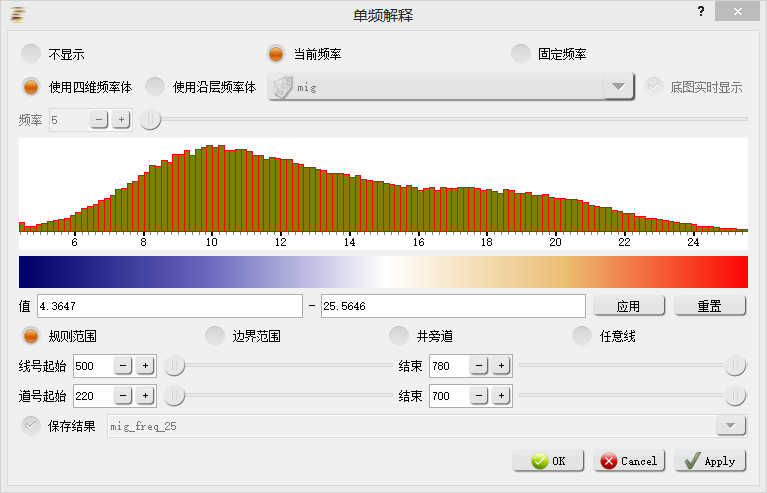 单频解释
不显示 当前频率 固定频率
使用四维频率体 使用沿层频率体 mig 底图实时显示
频率 5
6 8 10 12 14 16 18 20 22 24
值 4.3647 - 25.5646 应用 重置
规则范围 边界范围 井旁道 任意线
线号起始 500 结束 780
道号起始 220 结束 700
保存结果 mig_freq_25
OK Cancel Apply